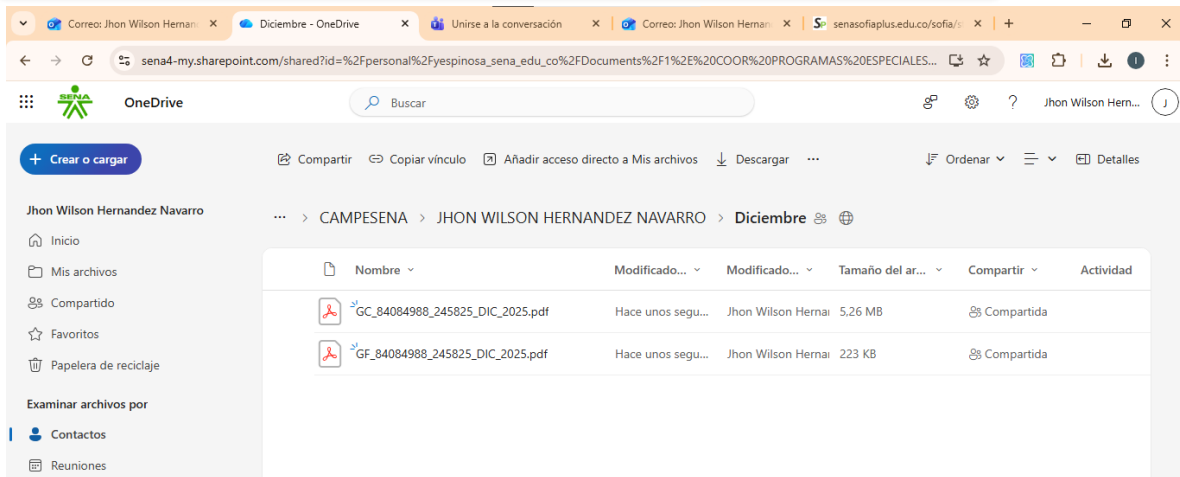 Correo: Jhon Wilson Hernan
Diciembre - OneDrive
Unirse a la conversación
Correo: Jhon Wilson Hernan
senasofiaplus.edu.co/sofia/s
sena4-my.sharepoint.com/shared?id=%2Fpersonal%2Fyespinosa_sena_edu_co%2FDocuments%2F1%2E%20COOR%20PROGRAMAS%20ESPECIALES...
SENA
OneDrive
Buscar
Jhon Wilson Hern...
J
+ Crear o cargar
Compartir
Copiar vínculo
Añadir acceso directo a Mis archivos
Descargar
...
Ordenar
Detalles
Jhon Wilson Hernandez Navarro
Inicio
Mis archivos
Compartido
Favoritos
Papelera de reciclaje
Examinar archivos por
Contactos
Reuniones
... > CAMPESENA > JHON WILSON HERNANDEZ NAVARRO > Diciembre
Nombre Modificado... Modificado... Tamaño del ar... Compartir Actividad
GC_84084988_245825_DIC_2025.pdf Hace unos segu... Jhon Wilson Hernai 5,26 MB Compartida
GF_84084988_245825_DIC_2025.pdf Hace unos segu... Jhon Wilson Hernai 223 KB Compartida